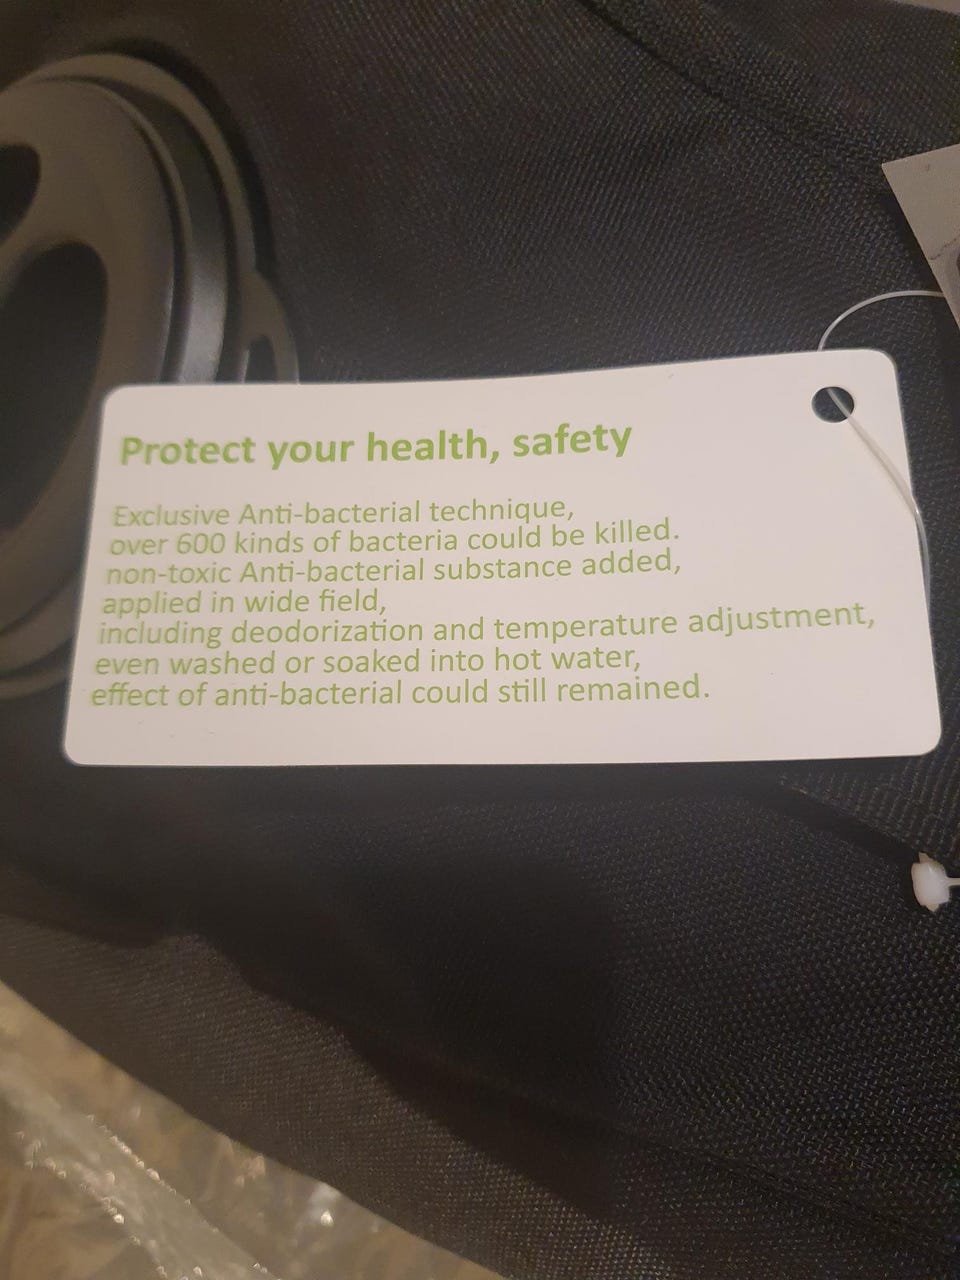 Protect your health, safety
Exclusive Anti-bacterial technique,
over 600 kinds of bacteria could be killed.
non-toxic Anti-bacterial substance added,
applied in wide field,
including deodorization and temperature adjustment,
even washed or soaked into hot water,
effect of anti-bacterial could still remained.